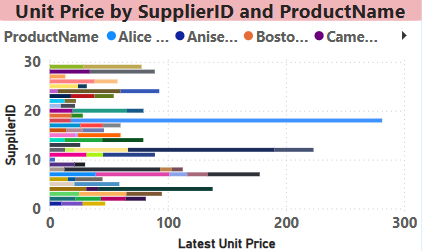 Unit Price by SupplierID and ProductName
ProductName Alice ... Anise... Bosto... Came...
30
20
10
0
SupplierID
0 100 200 300
Latest Unit Price